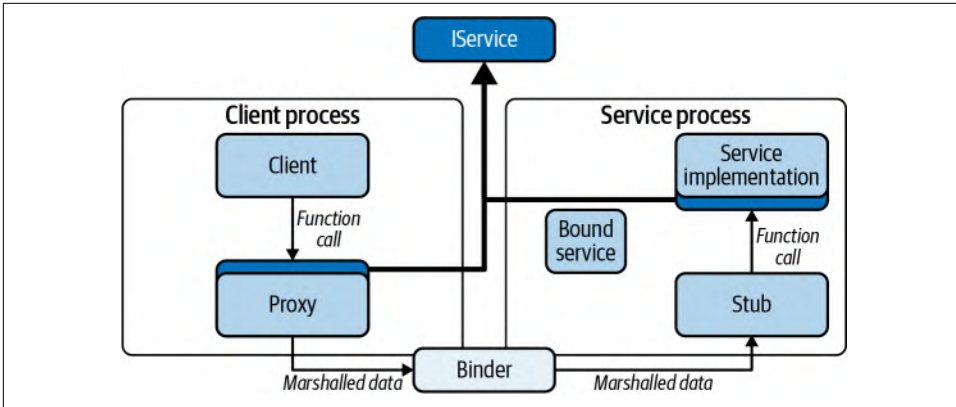 IService
Client process
Service process
Client
Service
implementation
Function
call
Bound
service
Function
call
Proxy
Stub
Marshalled data
Binder
Marshalled data